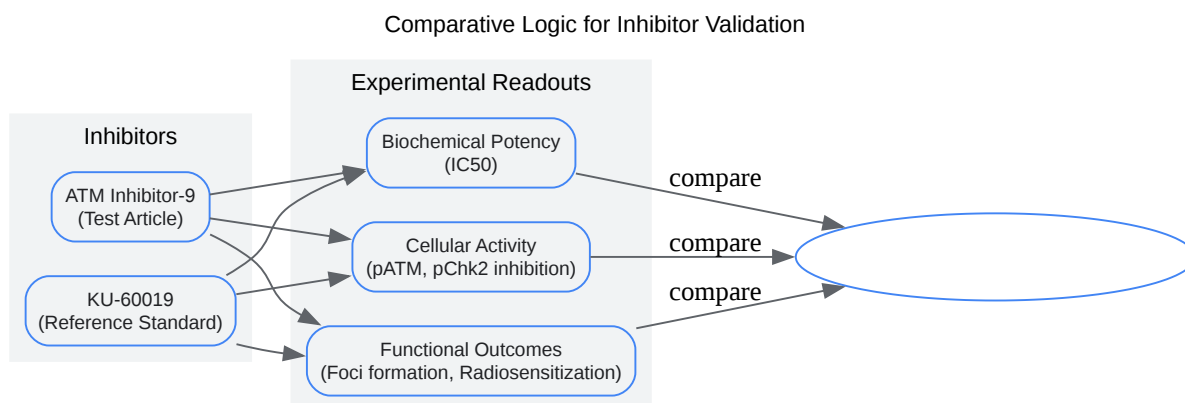 Comparative Logic for Inhibitor Validation
Inhibitors
ATM Inhibitor-9
(Test Article)
KU-60019
(Reference Standard)
Experimental Readouts
Biochemical Potency
(IC50)
Cellular Activity
(pATM, pChk2 inhibition)
Functional Outcomes
(Foci formation, Radiosensitization)
compare
compare
compare